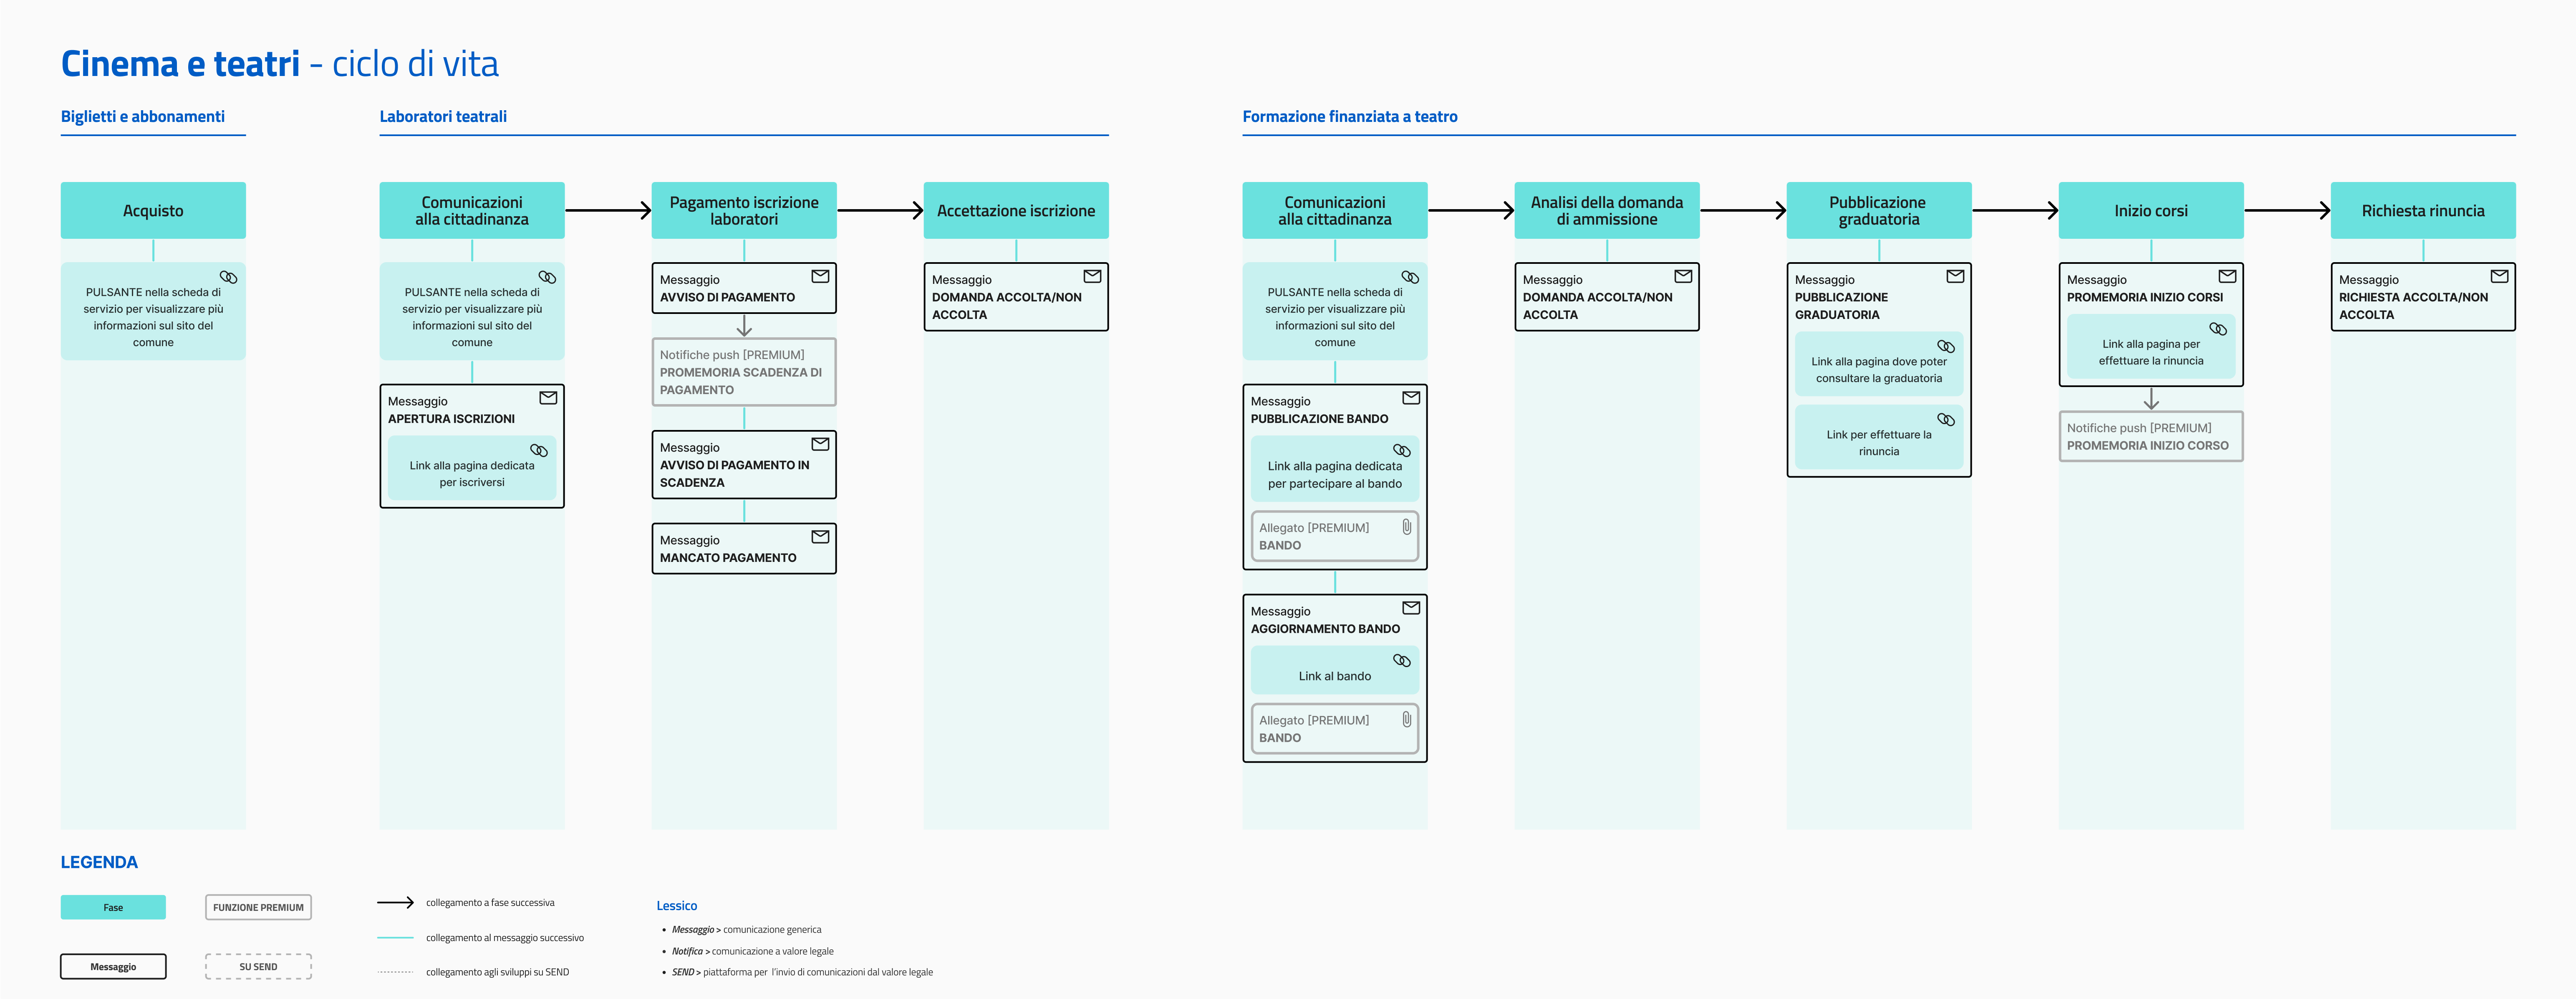 Cinema e teatri - ciclo di vita
Biglietti e abbonamenti
Acquisto
PULSANTE nella scheda di
servizio per visualizzare più
informazioni sul sito del
comune
Laboratori teatrali
Comunicazioni
alla cittadinanza
PULSANTE nella scheda di
servizio per visualizzare più
informazioni sul sito del
comune
Messaggio
APERTURA ISCRIZIONI
Link alla pagina dedicata
per iscriversi
Pagamento iscrizione
laboratori
Messaggio
AVVISO DI PAGAMENTO
Notifiche push [PREMIUM]
PROMEMORIA SCADENZA DI
PAGAMENTO
Messaggio
AVVISO DI PAGAMENTO IN
SCADENZA
Messaggio
MANCATO PAGAMENTO
Accettazione iscrizione
Messaggio
DOMANDA ACCOLTA/NON
ACCOLTA
Formazione finanziata a teatro
Comunicazioni
alla cittadinanza
PULSANTE nella scheda di
servizio per visualizzare più
informazioni sul sito del
comune
Messaggio
PUBBLICAZIONE BANDO
Link alla pagina dedicata
per partecipare al bando
Allegato [PREMIUM]
BANDO
Messaggio
AGGIORNAMENTO BANDO
Link al bando
Allegato [PREMIUM]
BANDO
Analisi della domanda
di ammissione
Messaggio
DOMANDA ACCOLTA/NON
ACCOLTA
Pubblicazione
graduatoria
Messaggio
PUBBLICAZIONE
GRADUATORIA
Link alla pagina dove poter
consultare la graduatoria
Link per effettuare la
rinuncia
Inizio corsi
Messaggio
PROMEMORIA INIZIO CORSI
Link alla pagina per
effettuare la rinuncia
Notifiche push [PREMIUM]
PROMEMORIA INIZIO CORSO
Richiesta rinuncia
Messaggio
RICHIESTA ACCOLTA/NON
ACCOLTA
LEGENDA
Fase
FUNZIONE PREMIUM
Messaggio
SU SEND
collegamento a fase successiva
collegamento al messaggio successivo
collegamento agli sviluppi su SEND
Lessico
• Messaggio > comunicazione generica
• Notifica > comunicazione a valore legale
• SEND > piattaforma per l'invio di comunicazioni dal valore legale